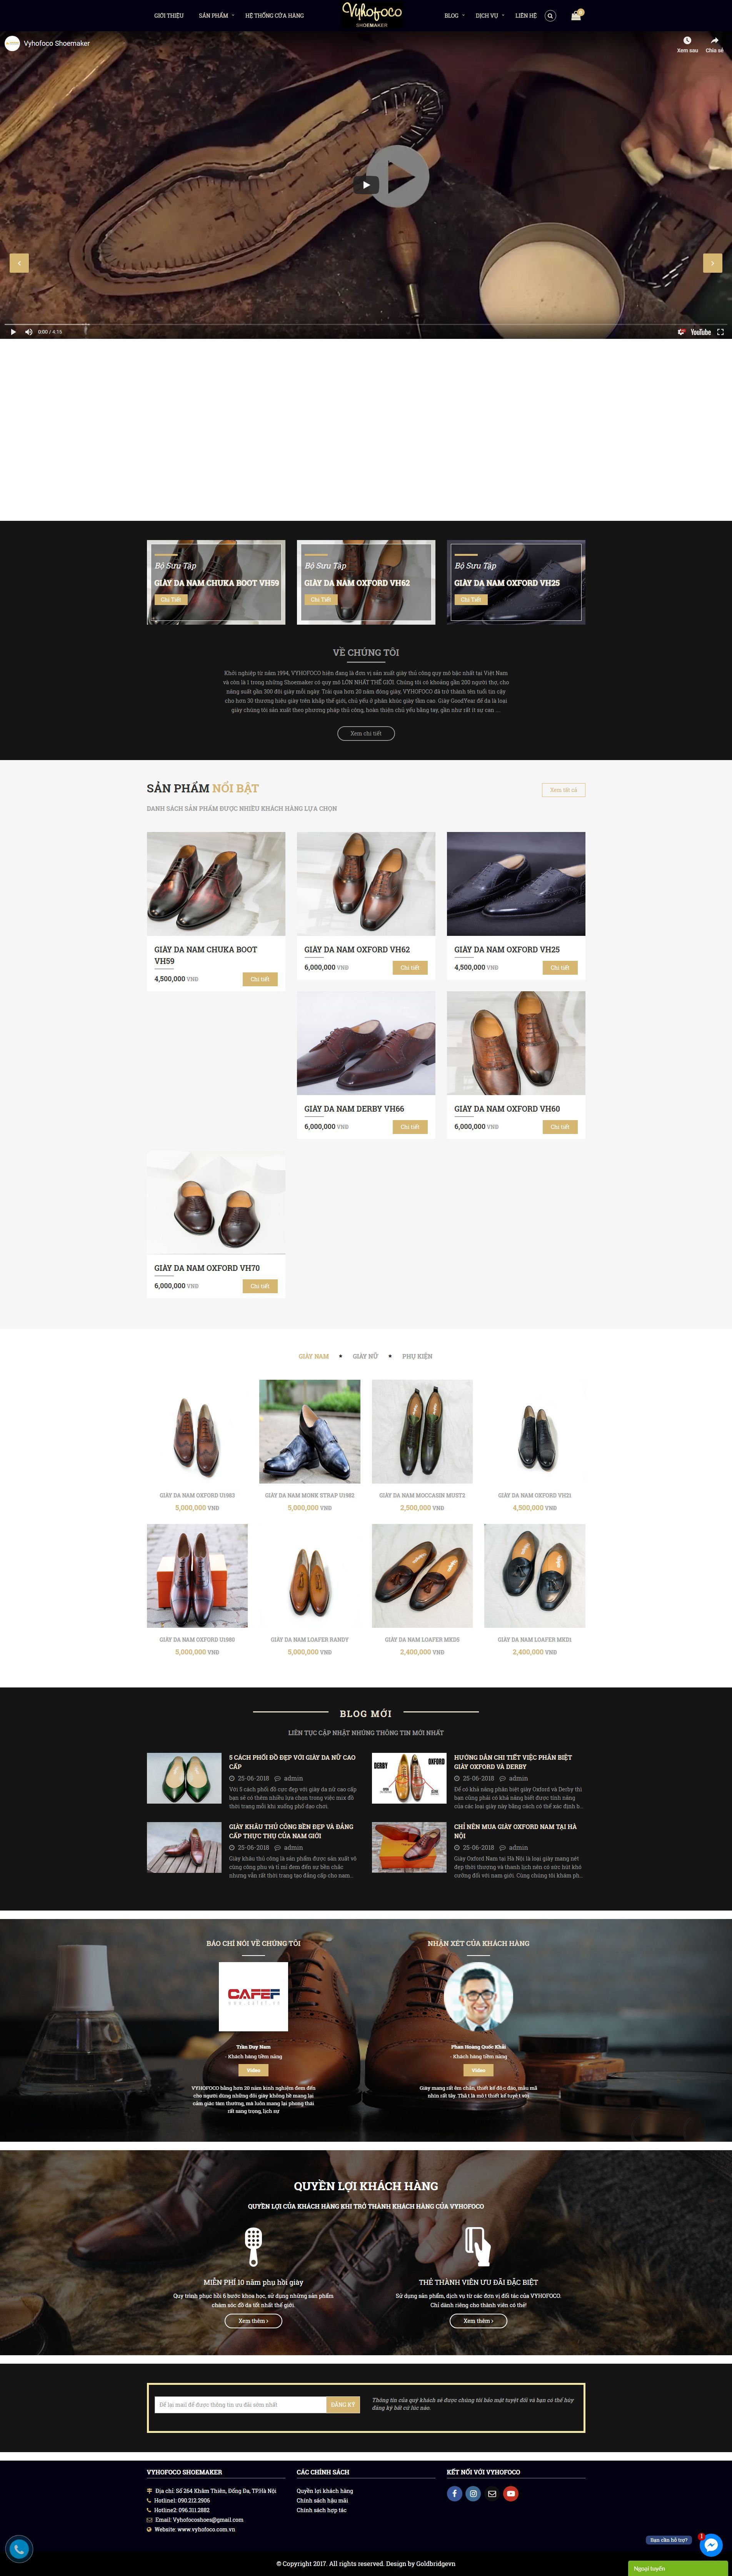 GIỚI THIỆU
SẢN PHẨM
HỆ THỐNG CỬA HÀNG
Vyhofoco
SHOEMAKER
BLOG
DỊCH VỤ
LIÊN HỆ
Vyhofoco Shoemaker
Xem sau
Chia sẻ
0:00 / 4:15
YouTube
Bộ Sưu Tập
GIÀY DA NAM CHUKA BOOT VH59
Chi Tiết
Bộ Sưu Tập
GIÀY DA NAM OXFORD VH62
Chi Tiết
Bộ Sưu Tập
GIÀY DA NAM OXFORD VH25
Chi Tiết
VỀ CHÚNG TÔI
Khởi nghiệp từ năm 1994, VYHOFOCO hiện đang là đơn vị sản xuất giày thủ công quy mô bậc nhất tại Việt Nam
và còn là 1 trong những Shoemaker có quy mô LỚN NHẤT THẾ GIỚI. Chúng tôi có khoảng gần 200 người thợ, cho
năng suất gần 300 đôi giày mỗi ngày. Trải qua hơn 20 năm đóng giày, VYHOFOCO đã trở thành tên tuổi tin cậy
cho hơn 30 thương hiệu giày trên khắp thế giới, chủ yếu ở phân khúc giày tầm cao. Giày GoodYear đế da là loại
giày chúng tôi sản xuất theo phương pháp thủ công, hoàn thiện chủ yếu bằng tay, gần như rất ít sự can ...
Xem chi tiết
SẢN PHẨM NỔI BẬT
Xem tất cả
DANH SÁCH SẢN PHẨM ĐƯỢC NHIỀU KHÁCH HÀNG LỰA CHỌN
GIÀY DA NAM CHUKA BOOT
VH59
4,500,000 VNĐ
Chi tiết
GIÀY DA NAM OXFORD VH62
6,000,000 VNĐ
Chi tiết
GIÀY DA NAM OXFORD VH25
4,500,000 VNĐ
Chi tiết
GIÀY DA NAM DERBY VH66
6,000,000 VNĐ
Chi tiết
GIÀY DA NAM OXFORD VH60
6,000,000 VNĐ
Chi tiết
GIÀY DA NAM OXFORD VH70
6,000,000 VNĐ
Chi tiết
GIÀY NAM
GIÀY NỮ
PHỤ KIỆN
GIÀY DA NAM OXFORD U1983
5,000,000 VNĐ
GIÀY DA NAM MONK STRAP U1982
5,000,000 VNĐ
GIÀY DA NAM MOCCASIN MUST2
2,500,000 VNĐ
GIÀY DA NAM OXFORD VH21
4,500,000 VNĐ
GIÀY DA NAM OXFORD U1980
5,000,000 VNĐ
GIÀY DA NAM LOAFER RANDY
5,000,000 VNĐ
GIÀY DA NAM LOAFER MKD5
2,400,000 VNĐ
GIÀY DA NAM LOAFER MKD1
2,400,000 VNĐ
BLOG MỚI
LIÊN TỤC CẬP NHẬT NHỮNG THÔNG TIN MỚI NHẤT
5 CÁCH PHỐI ĐỒ ĐẸP VỚI GIÀY DA NỮ CAO
CẤP
25-06-2018 admin
Với 5 cách phối đồ cực đẹp với giày da nữ cao cấp
bạn sẽ có thêm nhiều lựa chọn trong việc mix đồ
thời trang mỗi khi xuống phố dạo chơi.
DERBY
OXFORD
HƯỚNG DẪN CHI TIẾT VIỆC PHÂN BIỆT
GIÀY OXFORD VÀ DERBY
25-06-2018 admin
Để có khả năng phân biệt giày Oxford và Derby thì
bạn cũng phải có khả năng biết được tính năng
của các loại giày này bằng cách có thể xác định b...
GIÀY KHÂU THỦ CÔNG BỀN ĐẸP VÀ ĐẲNG
CẤP THỰC THỤ CỦA NAM GIỚI
25-06-2018 admin
Giày khâu thủ công là sản phẩm được sản xuất vô
cùng công phu và tỉ mỉ đem đến sự bền chắc
nhưng vẫn rất thời trang tạo đẳng cấp cho nam...
CHỈ NÊN MUA GIÀY OXFORD NAM TẠI HÀ
NỘI
25-06-2018 admin
Giày Oxford Nam tại Hà Nội là loại giày mang nét
đẹp thời thượng và thanh lịch nên có sức hút khó
cưỡng đối với nam giới. Cùng chúng tôi khám ph...
BÁO CHÍ NÓI VỀ CHÚNG TÔI
CAFEF
Trần Duy Nam
- Khách hàng tiềm năng
Video
VYHOFOCO bằng hơn 20 năm kinh nghiệm đem đến
cho người dùng những đôi giày không hề mang lại
cảm giác tầm thường, mà luôn mang lại phong thái
rất sang trọng, lịch sự
NHẬN XÉT CỦA KHÁCH HÀNG
Phan Hoàng Quốc Khải
- Khách hàng tiềm năng
Video
Giày mang rất êm chân, thiết kế độc đáo, mẫu mã
nhìn rất tây. Thật là một thiết kế tuyệt vời
QUYỀN LỢI KHÁCH HÀNG
QUYỀN LỢI CỦA KHÁCH HÀNG KHI TRỞ THÀNH KHÁCH HÀNG CỦA VYHOFOCO
MIỄN PHÍ 10 năm phụ hồi giày
Quy trình phục hồi 6 bước khoa học, sử dụng những sản phẩm
chăm sóc đồ da tốt nhất thế giới.
Xem thêm ›
THẺ THÀNH VIÊN ƯU ĐÃI ĐẶC BIỆT
Sử dụng sản phẩm, dịch vụ từ các đơn vị đối tác của VYHOFOCO.
Chỉ dành riêng cho thành viên có thẻ!
Xem thêm ›
Để lại mail để được thông tin ưu đãi sớm nhất
ĐĂNG KÝ
Thông tin của quý khách sẽ được chúng tôi bảo mật tuyệt đối và bạn có thể hủy
đăng ký bất cứ lúc nào.
VYHOFOCO SHOEMAKER
Địa chỉ: Số 264 Khâm Thiên, Đống Đa, TP.Hà Nội
Hotline1: 090.212.2906
Hotline2: 096.311.2882
Email: Vyhofocoshoes@gmail.com
Website: www.vyhofoco.com.vn
CÁC CHÍNH SÁCH
Quyền lợi khách hàng
Chính sách hậu mãi
Chính sách hợp tác
KẾT NỐI VỚI VYHOFOCO
Bạn cần hỗ trợ?
1
© Copyright 2017. All rights reserved. Design by Goldbridgevn
Ngoại tuyến